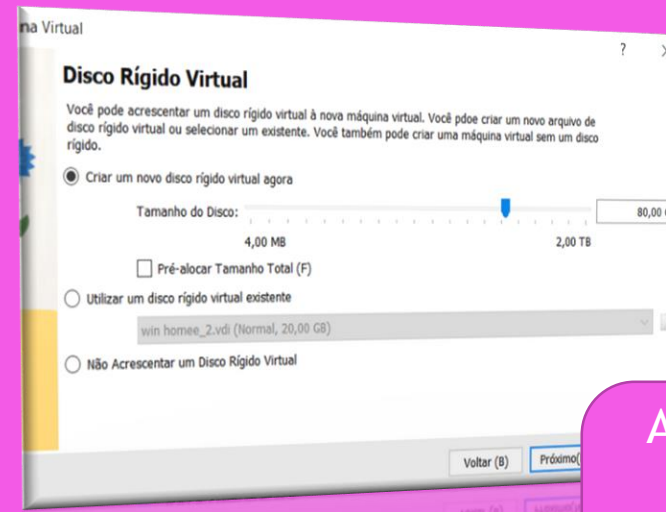 na Virtual
?
Disco Rígido Virtual
Você pode acrescentar um disco rígido virtual à nova máquina virtual. Você pdoe criar um novo arquivo de
disco rígido virtual ou selecionar um existente. Você também pode criar uma máquina virtual sem um disco
rígido.
Criar um novo disco rígido virtual agora
Tamanho do Disco:
80,00
4,00 MB
2,00 TB
Pré-alocar Tamanho Total (F)
Utilizar um disco rígido virtual existente
win homee_2.vdi (Normal, 20,00 GB)
Não Acrescentar um Disco Rígido Virtual
A
Voltar (B)
Próximo(